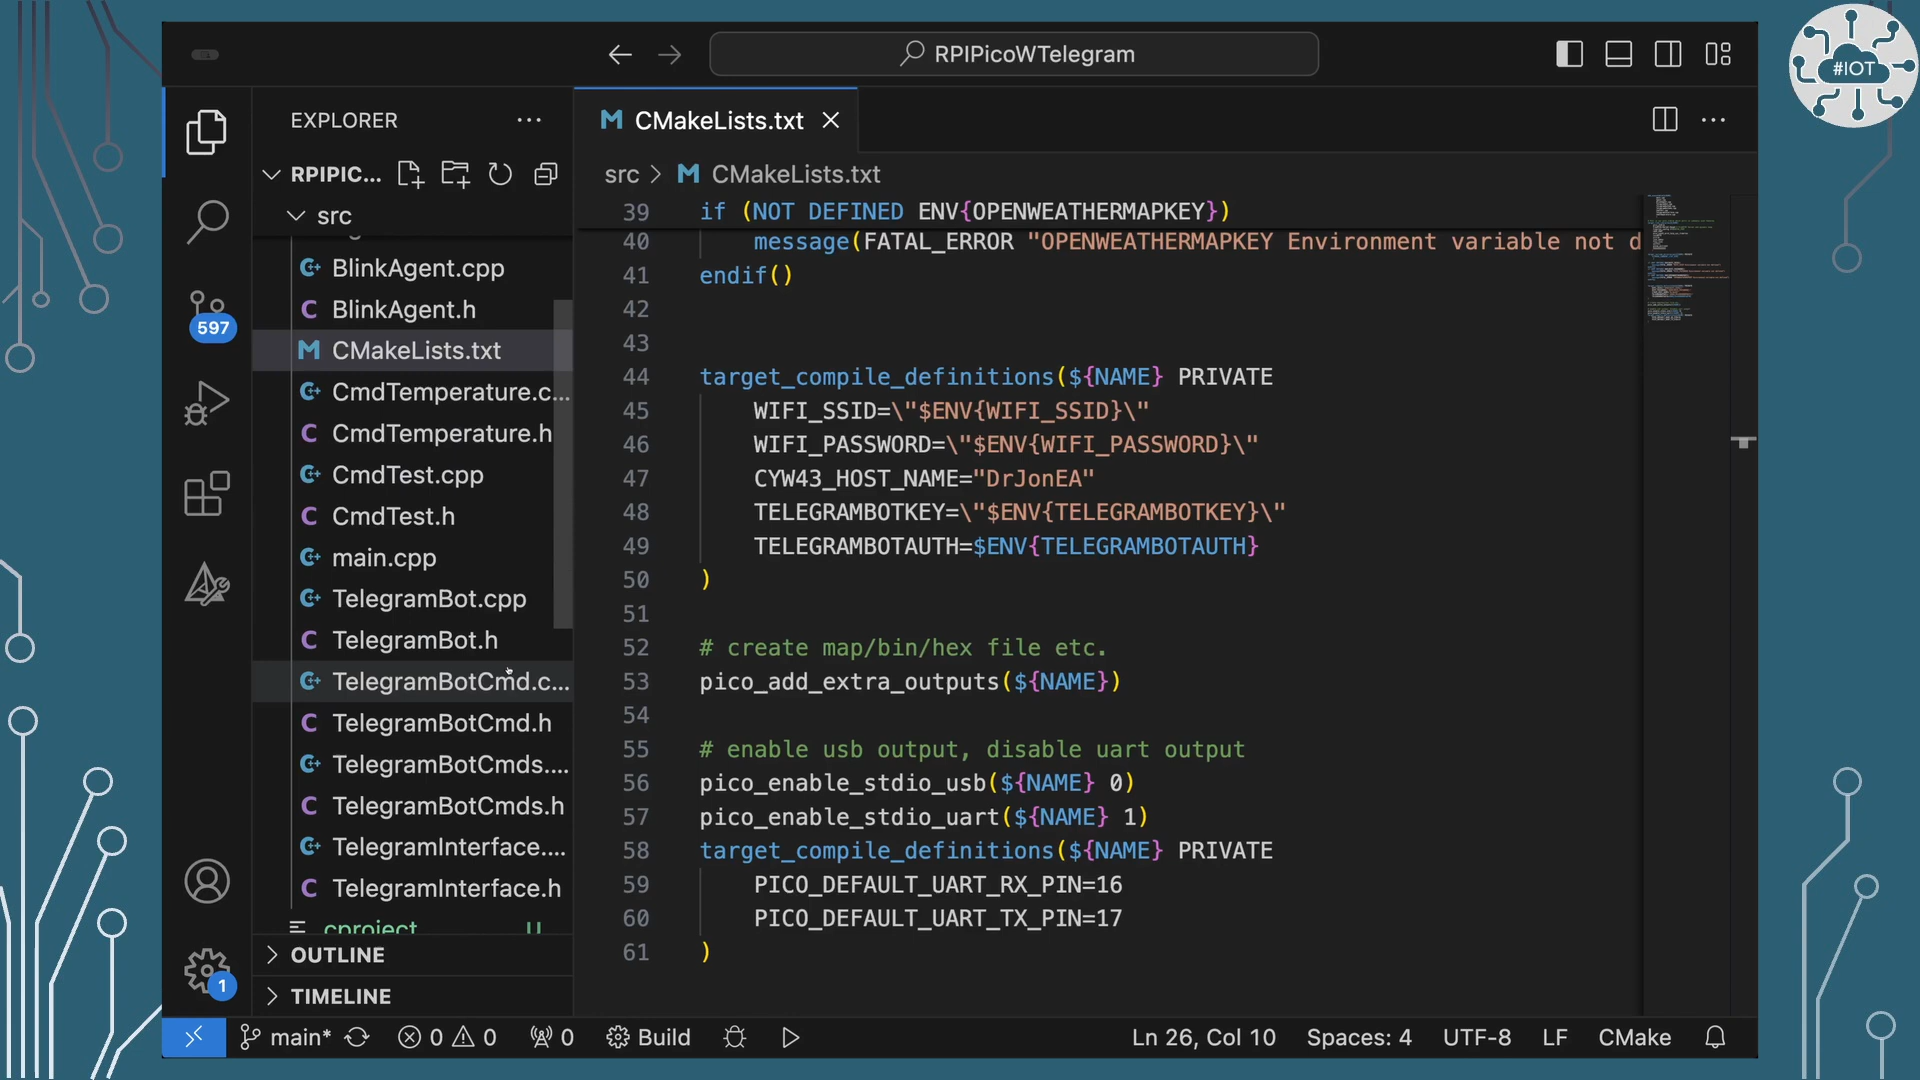 #IOT
RPIPicoWTelegram
EXPLORER
RPIPIC...
src
BlinkAgent.cpp
BlinkAgent.h
CMakeLists.txt
CmdTemperature.c...
CmdTemperature.h
CmdTest.cpp
CmdTest.h
main.cpp
TelegramBot.cpp
TelegramBot.h
TelegramBotCmd.c...
TelegramBotCmd.h
TelegramBotCmds....
TelegramBotCmds.h
TelegramInterface....
TelegramInterface.h
cproject U
OUTLINE
TIMELINE
597
1
CMakeLists.txt
src > CMakeLists.txt
39 if (NOT DEFINED ENV{OPENWEATHERMAPKEY})
40 message(FATAL_ERROR "OPENWEATHERMAPKEY Environment variable not d
41 endif()
42
43
44 target_compile_definitions(${NAME} PRIVATE
45 WIFI_SSID=\"$ENV{WIFI_SSID}\"
46 WIFI_PASSWORD=\"$ENV{WIFI_PASSWORD}\"
47 CYW43_HOST_NAME="DrJonEA"
48 TELEGRAMBOTKEY=\"$ENV{TELEGRAMBOTKEY}\"
49 TELEGRAMBOTAUTH=$ENV{TELEGRAMBOTAUTH}
50 )
51
52 # create map/bin/hex file etc.
53 pico_add_extra_outputs(${NAME})
54
55 # enable usb output, disable uart output
56 pico_enable_stdio_usb(${NAME} 0)
57 pico_enable_stdio_uart(${NAME} 1)
58 target_compile_definitions(${NAME} PRIVATE
59 PICO_DEFAULT_UART_RX_PIN=16
60 PICO_DEFAULT_UART_TX_PIN=17
61 )
main* 0 0 0 Build Ln 26, Col 10 Spaces: 4 UTF-8 LF CMake